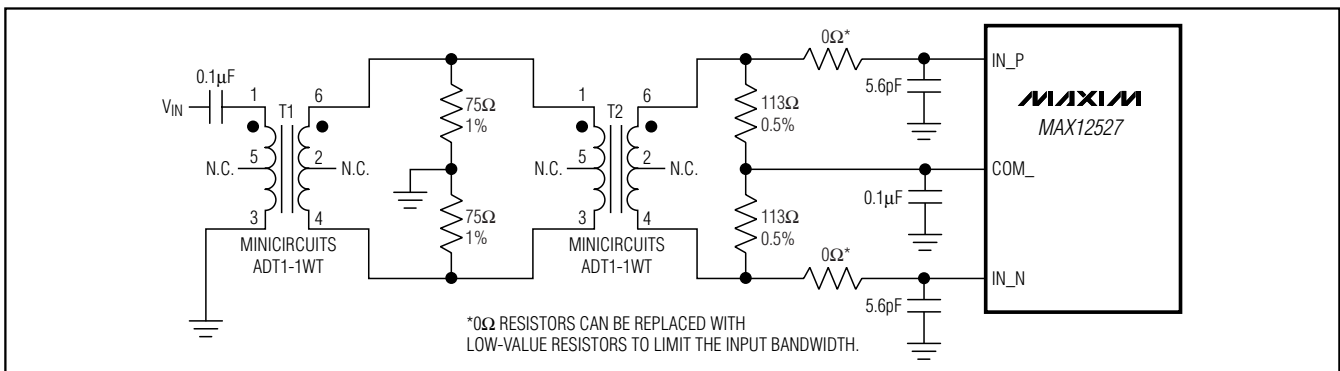 0Ω*
IN_P
0.1μF
5.6pF
V_IN
1
T1
6
75Ω
1%
1
T2
6
113Ω
0.5%
MAXIM
MAX12527
N.C.
5
2
N.C.
N.C.
5
2
N.C.
COM_
0.1μF
3
4
75Ω
1%
3
4
113Ω
0.5%
MINICIRCUITS
ADT1-1WT
MINICIRCUITS
ADT1-1WT
0Ω*
IN_N
5.6pF
*0Ω RESISTORS CAN BE REPLACED WITH
LOW-VALUE RESISTORS TO LIMIT THE INPUT BANDWIDTH.